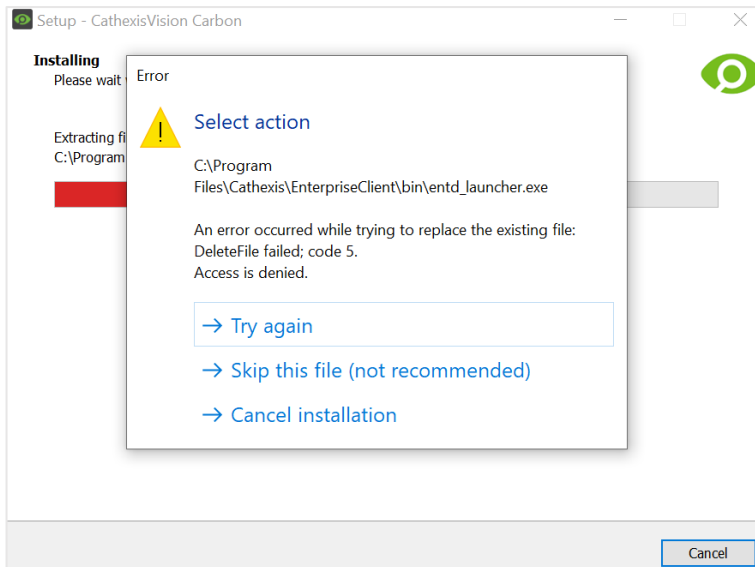 Setup - CathexisVision Carbon
Installing
Please wait
Error
Select action
Extracting fi
C:\Program
C:\Program
Files\Cathexis\EnterpriseClient\bin\entd_launcher.exe
An error occurred while trying to replace the existing file:
DeleteFile failed; code 5.
Access is denied.
→ Try again
→ Skip this file (not recommended)
→ Cancel installation
Cancel